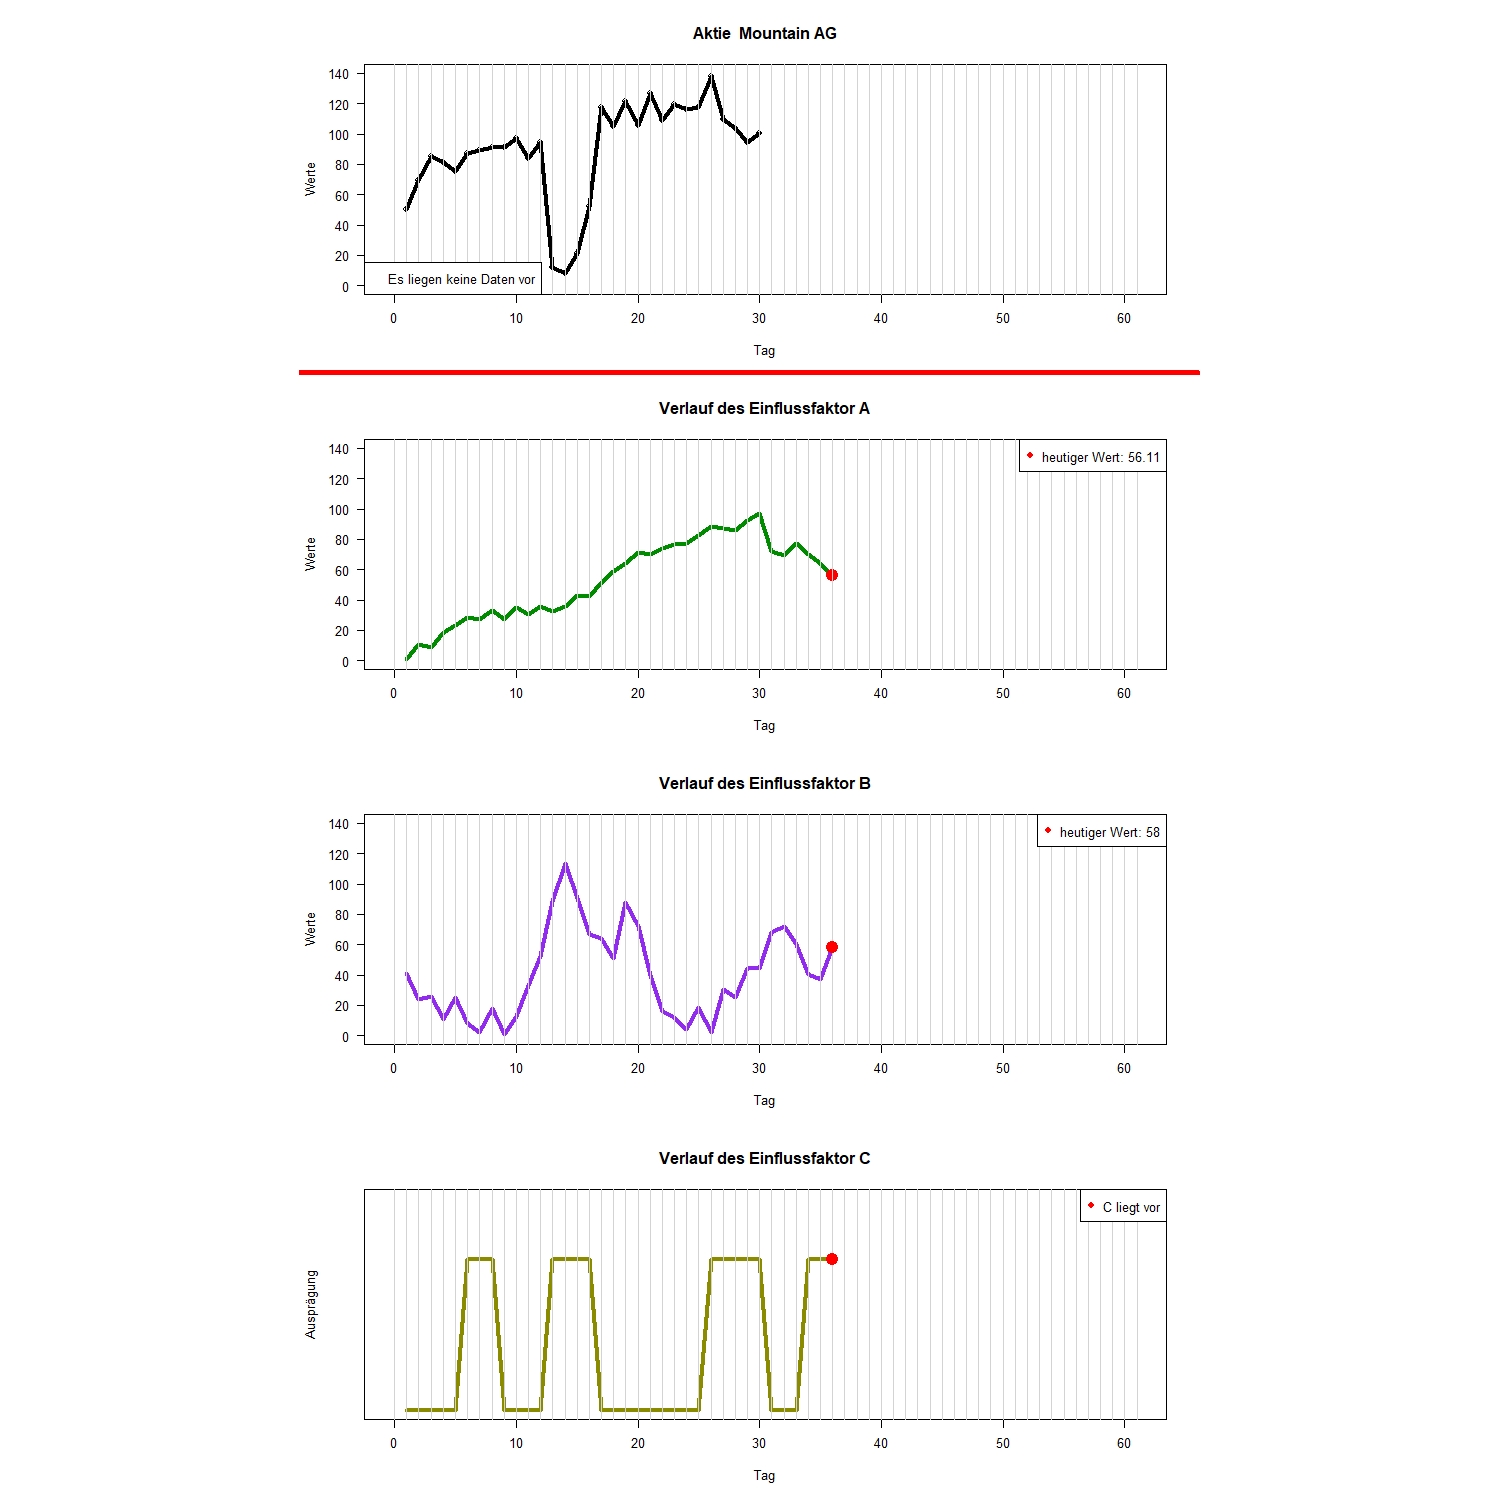 Aktie  Mountain AG
140
120
100
80
60
40
20
0
Werte
Es liegen keine Daten vor
0 10 20 30 40 50 60
Tag
Verlauf des Einflussfaktor A
140
120
100
80
60
40
20
0
Werte
heutiger Wert: 56.11
0 10 20 30 40 50 60
Tag
Verlauf des Einflussfaktor B
140
120
100
80
60
40
20
0
Werte
heutiger Wert: 58
0 10 20 30 40 50 60
Tag
Verlauf des Einflussfaktor C
Ausprägung
C liegt vor
0 10 20 30 40 50 60
Tag